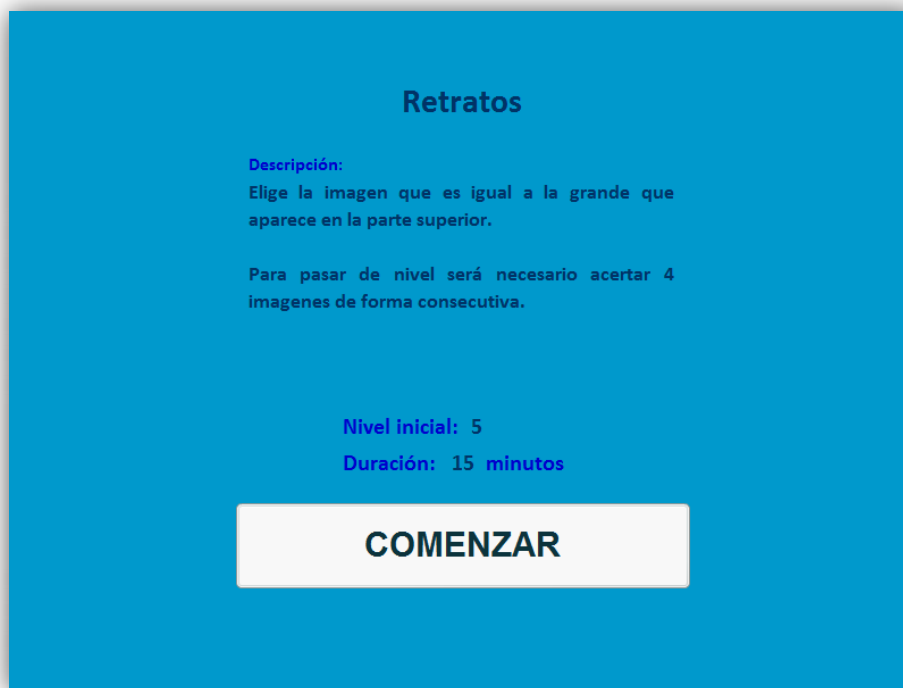 Retratos
Descripción:
Elige la imagen que es igual a la grande que
aparece en la parte superior.
Para pasar de nivel será necesario acertar 4
imagenes de forma consecutiva.
Nivel inicial: 5
Duración: 15 minutos
COMENZAR